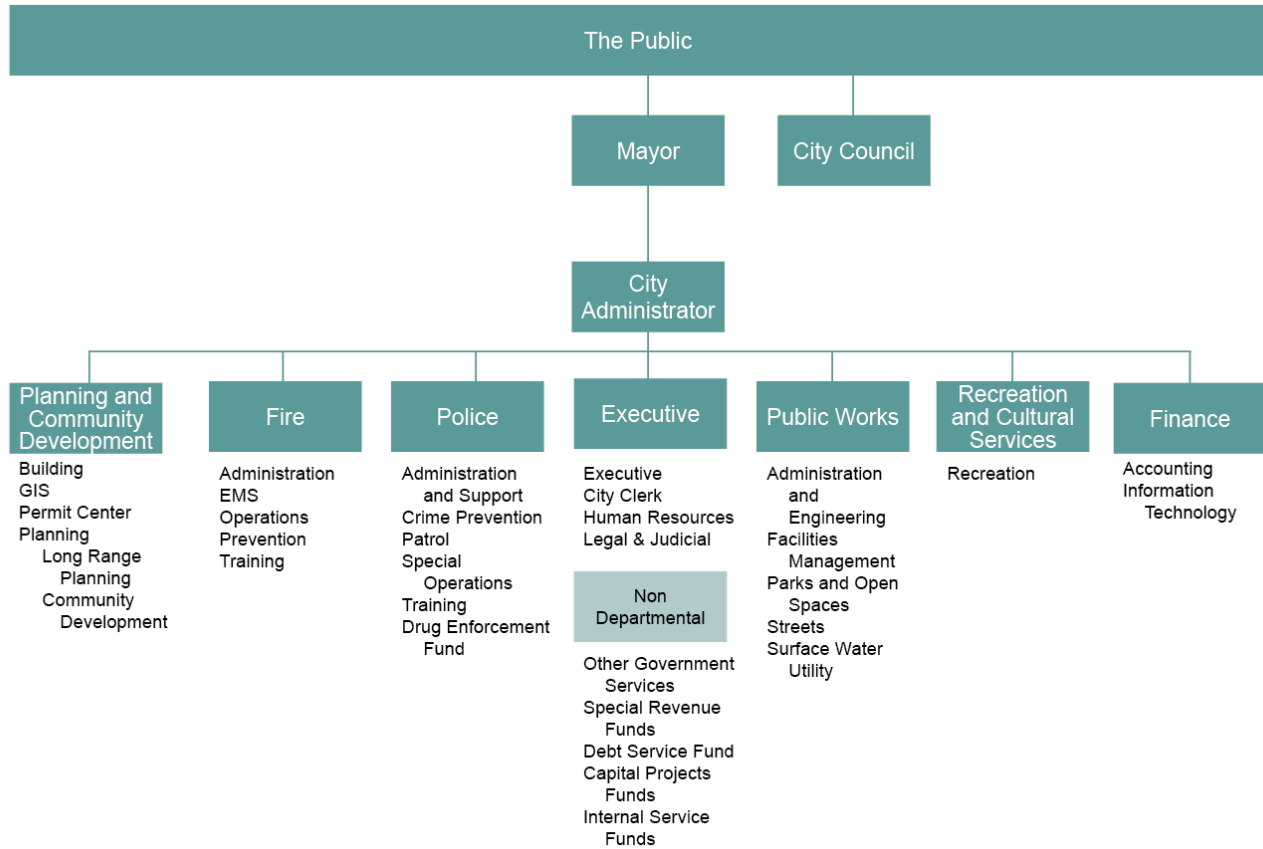 The Public
Mayor
City Council
City
Administrator
Planning and
Community
Development
Building
GIS
Permit Center
Planning
Long Range
Planning
Community
Development
Fire
Administration
EMS
Operations
Prevention
Training
Police
Administration
and Support
Crime Prevention
Patrol
Special
Operations
Training
Drug Enforcement
Fund
Executive
Executive
City Clerk
Human Resources
Legal & Judicial
Non
Departmental
Other Government
Services
Special Revenue
Funds
Debt Service Fund
Capital Projects
Funds
Internal Service
Funds
Public Works
Administration
and
Engineering
Facilities
Management
Parks and Open
Spaces
Streets
Surface Water
Utility
Recreation
and Cultural
Services
Recreation
Finance
Accounting
Information
Technology